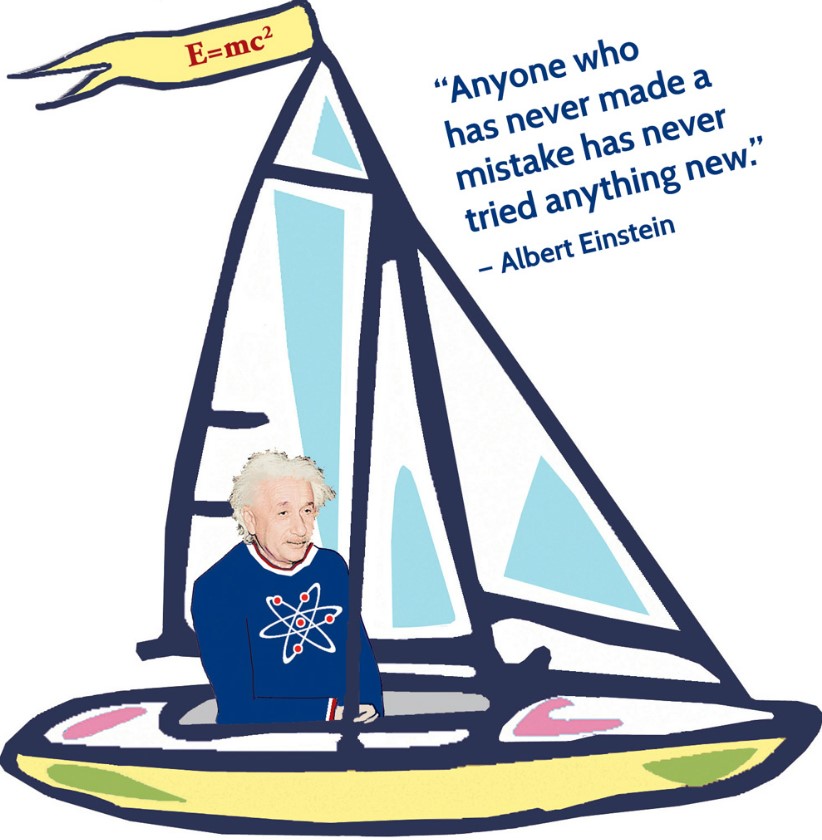 E=mc²
“Anyone who
has never made a
mistake has never
tried anything new.”
– Albert Einstein